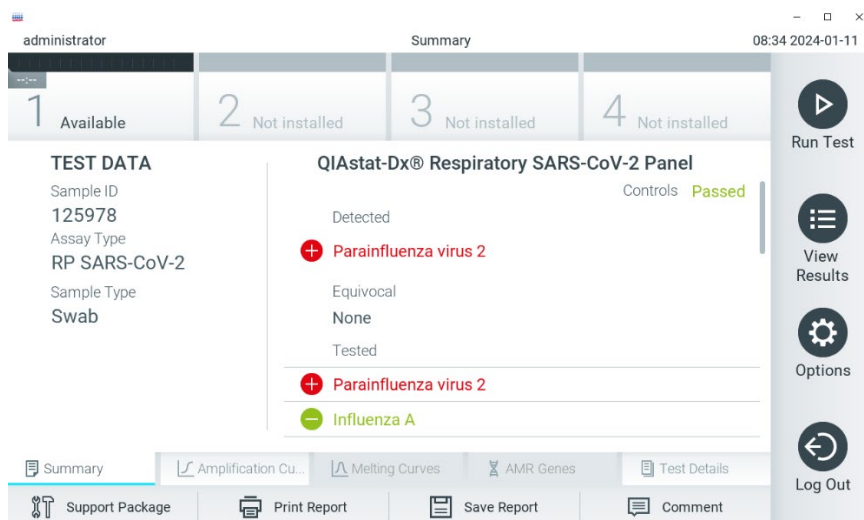 administrator
Summary
08:34 2024-01-11
--:--
1 Available
2 Not installed
3 Not installed
4 Not installed
Run Test
TEST DATA
Sample ID
125978
Assay Type
RP SARS-CoV-2
Sample Type
Swab
QIAstat-Dx® Respiratory SARS-CoV-2 Panel
Controls Passed
Detected
Parainfluenza virus 2
Equivocal
None
Tested
Parainfluenza virus 2
Influenza A
View
Results
Options
Log Out
Summary
Amplification Cu...
Melting Curves
AMR Genes
Test Details
Support Package
Print Report
Save Report
Comment